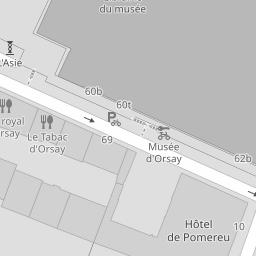 du musée
l'Asie
60b
60t
royal
Orsay
Le Tabac
d'Orsay
P
69
Musée
d'Orsay
62b
Hôtel
de Pomereu
10